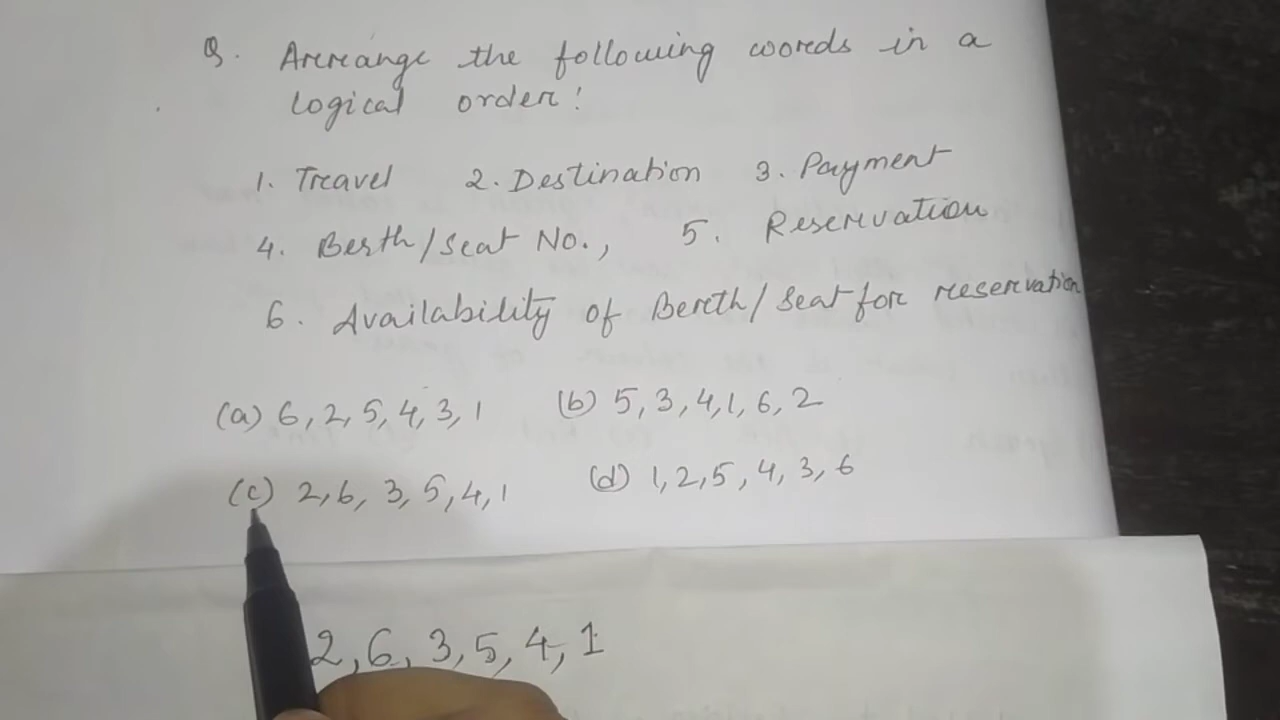 Q. Arrange the following words in a
logical order:
1. Travel 2. Destination 3. Payment
4. Berth/Seat No., 5. Reservation
6. Availability of Berth/Seat for reservation
(a) 6, 2, 5, 4, 3, 1 (b) 5, 3, 4, 1, 6, 2
(c) 2, 6, 3, 5, 4, 1 (d) 1, 2, 5, 4, 3, 6
2, 6, 3, 5, 4, 1